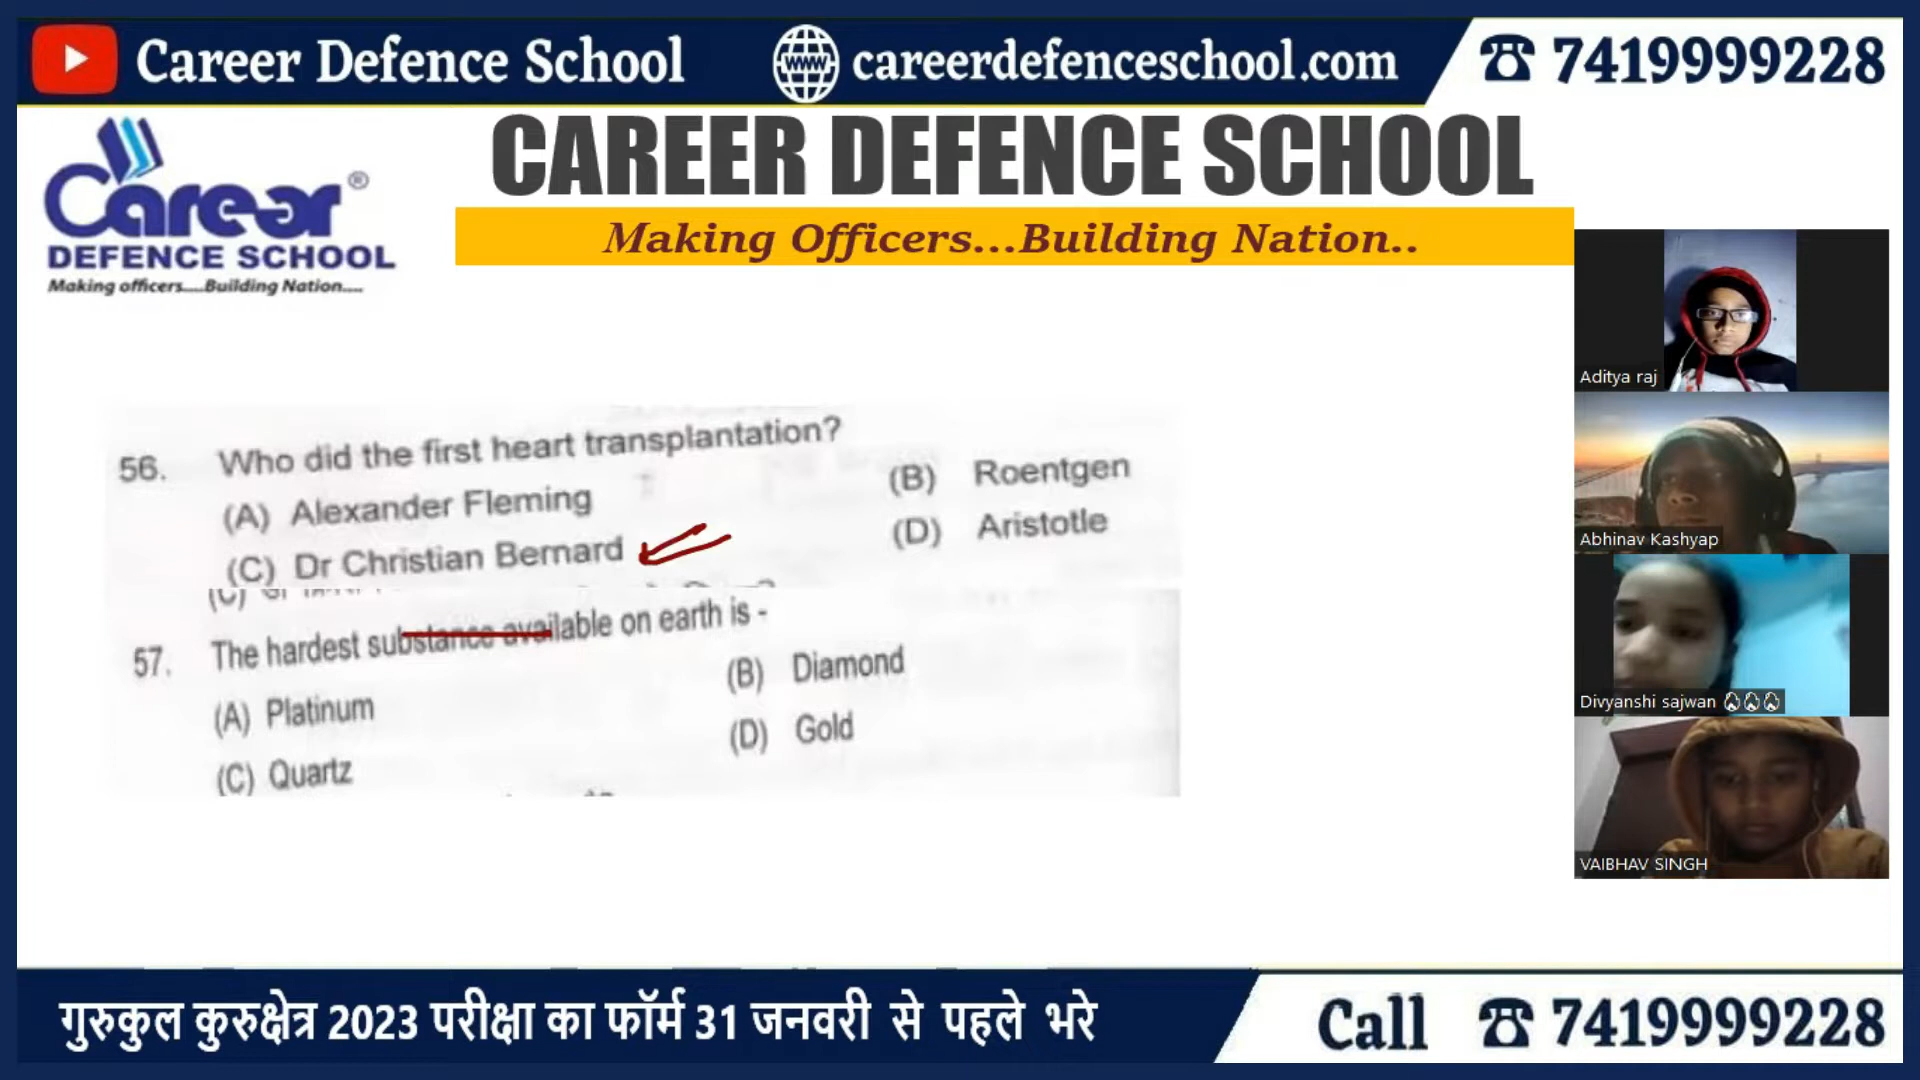 Career Defence School
careerdefenceschool.com
7419999228
Career®
DEFENCE SCHOOL
Making officers....Building Nation....
CAREER DEFENCE SCHOOL
Making Officers...Building Nation..
56. Who did the first heart transplantation?
(A) Alexander Fleming (B) Roentgen
(C) Dr Christian Bernard (D) Aristotle
57. The hardest substance available on earth is -
(A) Platinum (B) Diamond
(C) Quartz (D) Gold
Aditya raj
Abhinav Kashyap
Divyanshi sajwan
VAIBHAV SINGH
गुरुकुल कुरुक्षेत्र 2023 परीक्षा का फॉर्म 31 जनवरी से पहले भरे
Call 7419999228